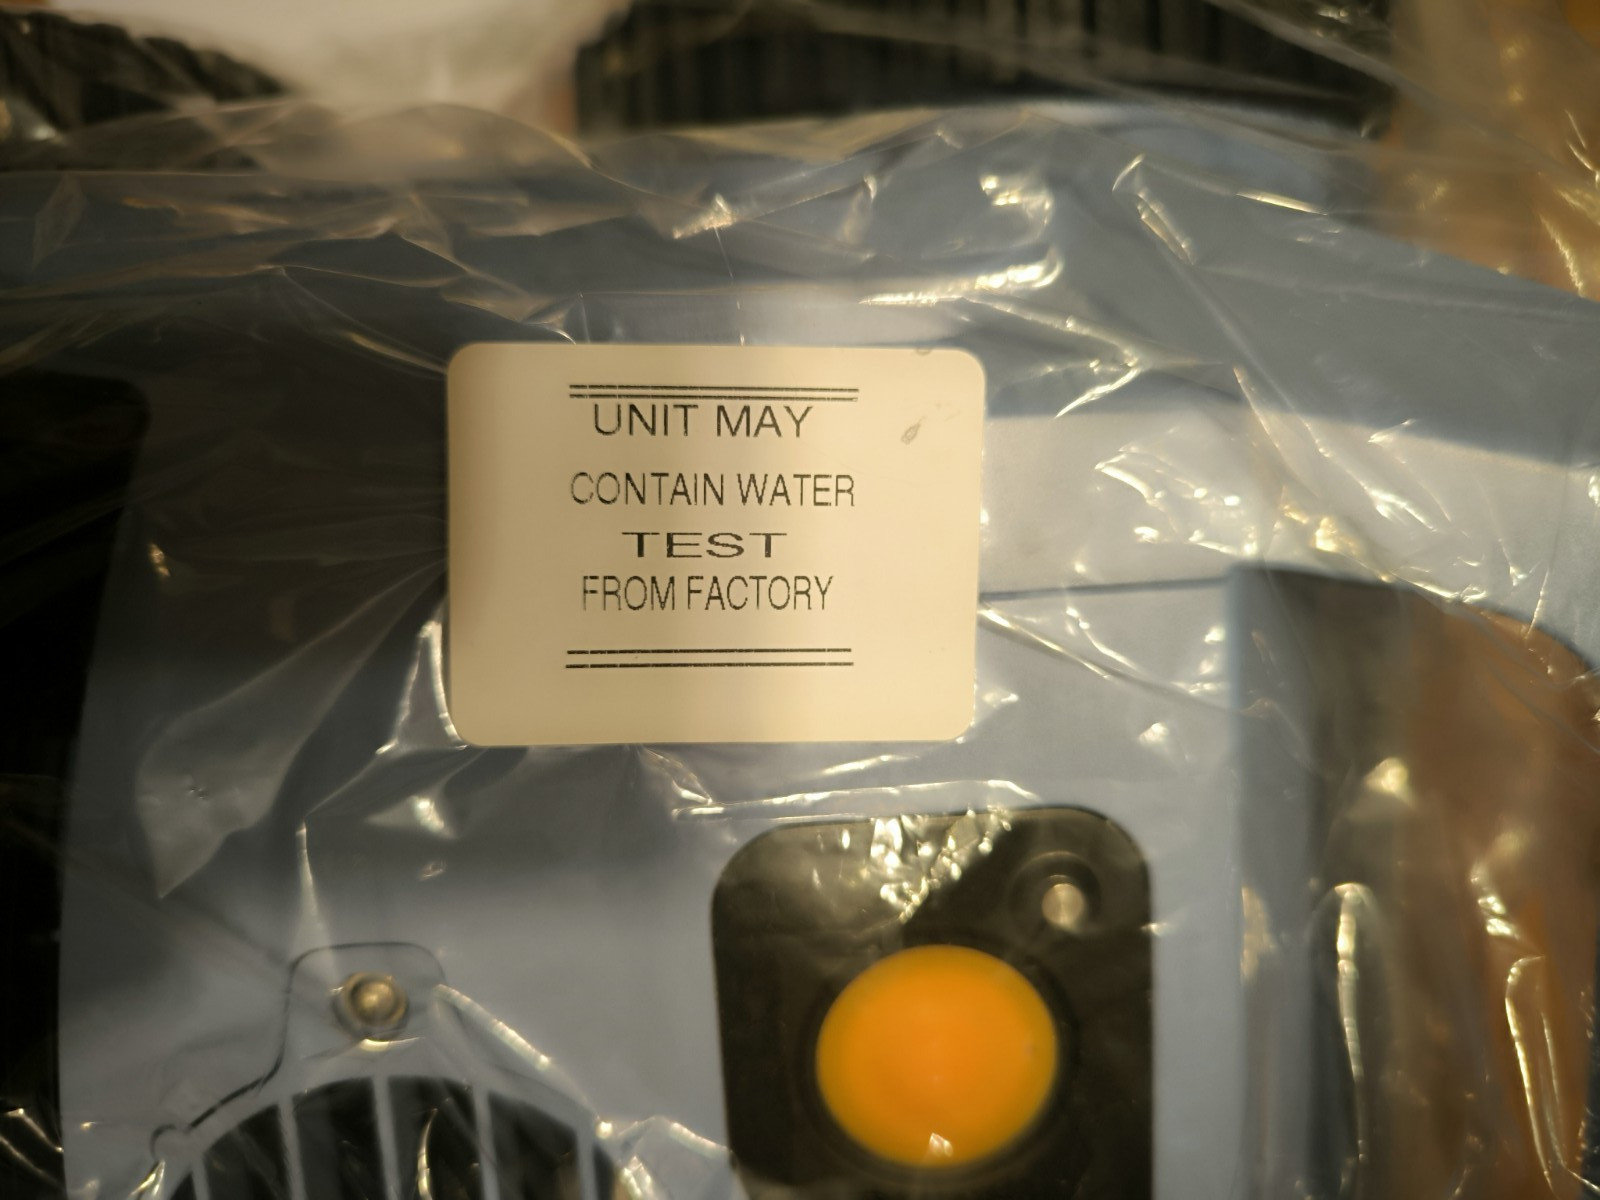 UNIT MAY
CONTAIN WATER
TEST
FROM FACTORY